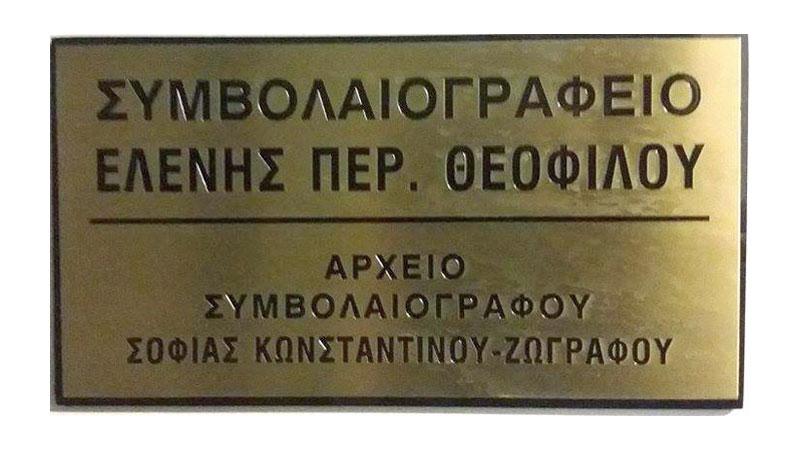 ΣΥΜΒΟΛΑΙΟΓΡΑΦΕΙΟ
ΕΛΕΝΗΣ ΠΕΡ. ΘΕΟΦΙΛΟΥ
ΑΡΧΕΙΟ
ΣΥΜΒΟΛΑΙΟΓΡΑΦΟΥ
ΣΟΦΙΑΣ ΚΩΝΣΤΑΝΤΙΝΟΥ-ΖΩΓΡΑΦΟΥ